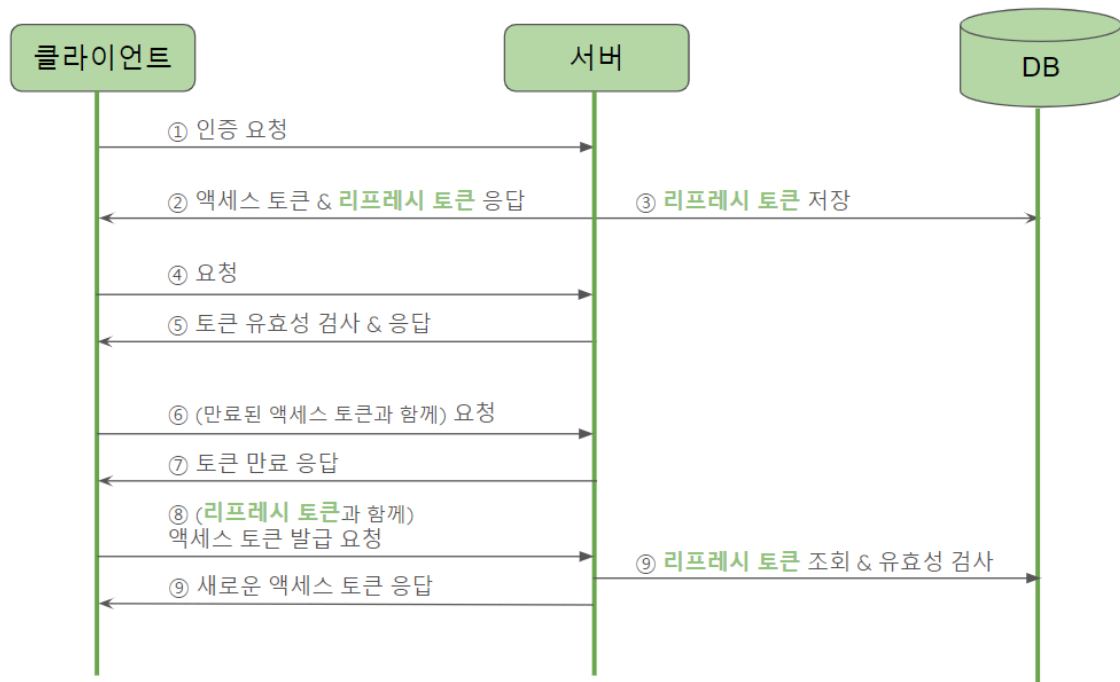 클라이언트
서버
DB
① 인증 요청
② 액세스 토큰 & 리프레시 토큰 응답
③ 리프레시 토큰 저장
④ 요청
⑤ 토큰 유효성 검사 & 응답
⑥ (만료된 액세스 토큰과 함께) 요청
⑦ 토큰 만료 응답
⑧ (리프레시 토큰과 함께)
액세스 토큰 발급 요청
⑨ 리프레시 토큰 조회 & 유효성 검사
⑨ 새로운 액세스 토큰 응답